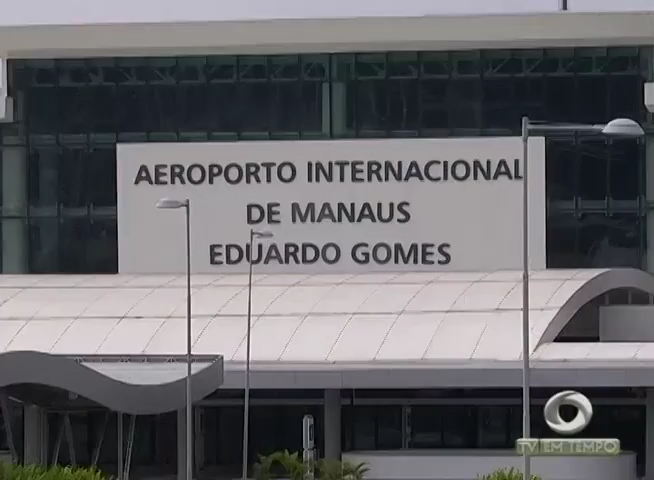 AEROPORTO INTERNACIONAL
DE MANAUS
EDUARDO GOMES
TV EM TEMPO